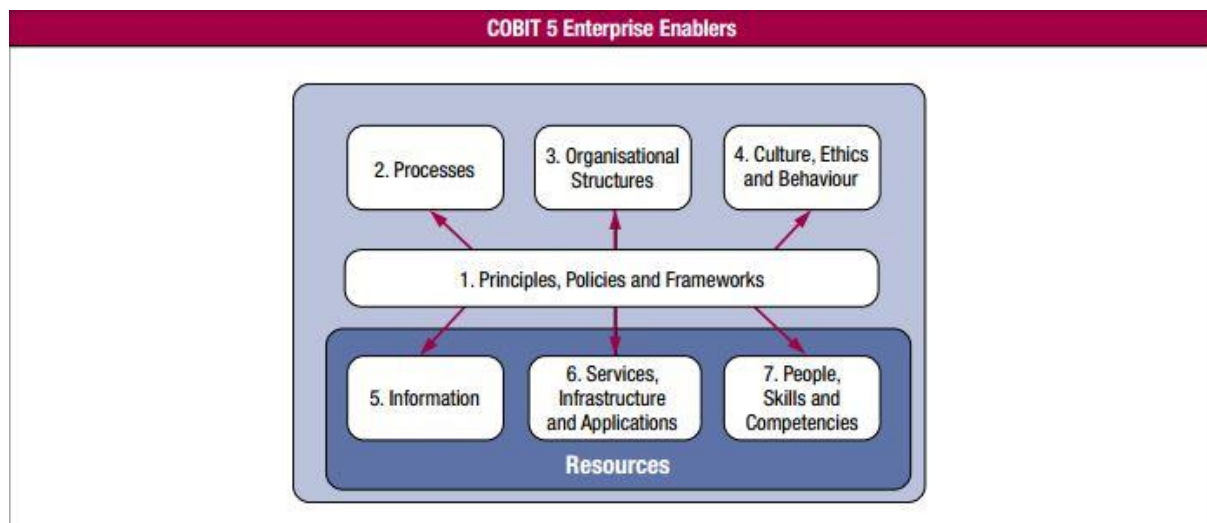 COBIT 5 Enterprise Enablers
2. Processes
3. Organisational
Structures
4. Culture, Ethics
and Behaviour
1. Principles, Policies and Frameworks
5. Information
6. Services,
Infrastructure
and Applications
7. People,
Skills and
Competencies
Resources